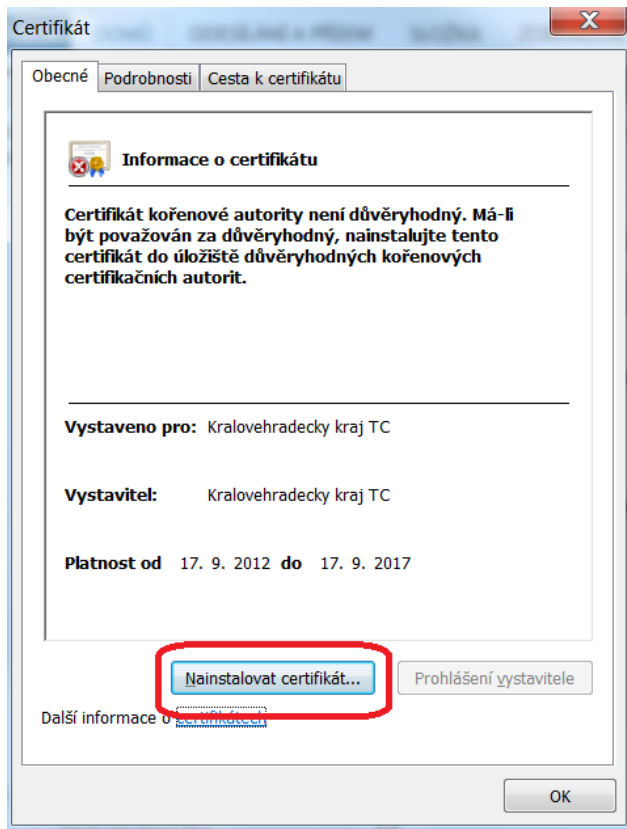 Certifikát
Obecné Podrobnosti Cesta k certifikátu
Informace o certifikátu
Certifikát kořenové autority není důvěryhodný. Má-li
být považován za důvěryhodný, nainstalujte tento
certifikát do úložiště důvěryhodných kořenových
certifikačních autorit.
Vystaveno pro: Kralovehradecky kraj TC
Vystavitel: Kralovehradecky kraj TC
Platnost od 17. 9. 2012 do 17. 9. 2017
Nainstalovat certifikát... Prohlášení vystavitele
Další informace o certifikátech
OK